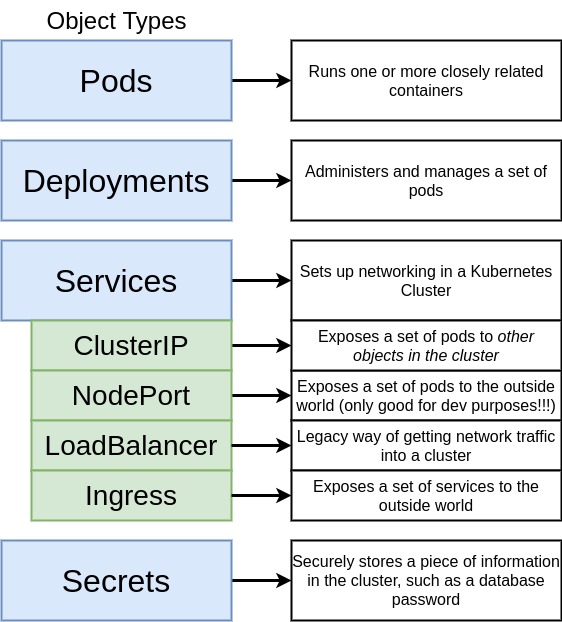 Object Types
Pods
Runs one or more closely related
containers
Deployments
Administers and manages a set of
pods
Services
Sets up networking in a Kubernetes
Cluster
ClusterIP
Exposes a set of pods to other
objects in the cluster
NodePort
Exposes a set of pods to the outside
world (only good for dev purposes!!!)
LoadBalancer
Legacy way of getting network traffic
into a cluster
Ingress
Exposes a set of services to the
outside world
Secrets
Securely stores a piece of information
in the cluster, such as a database
password